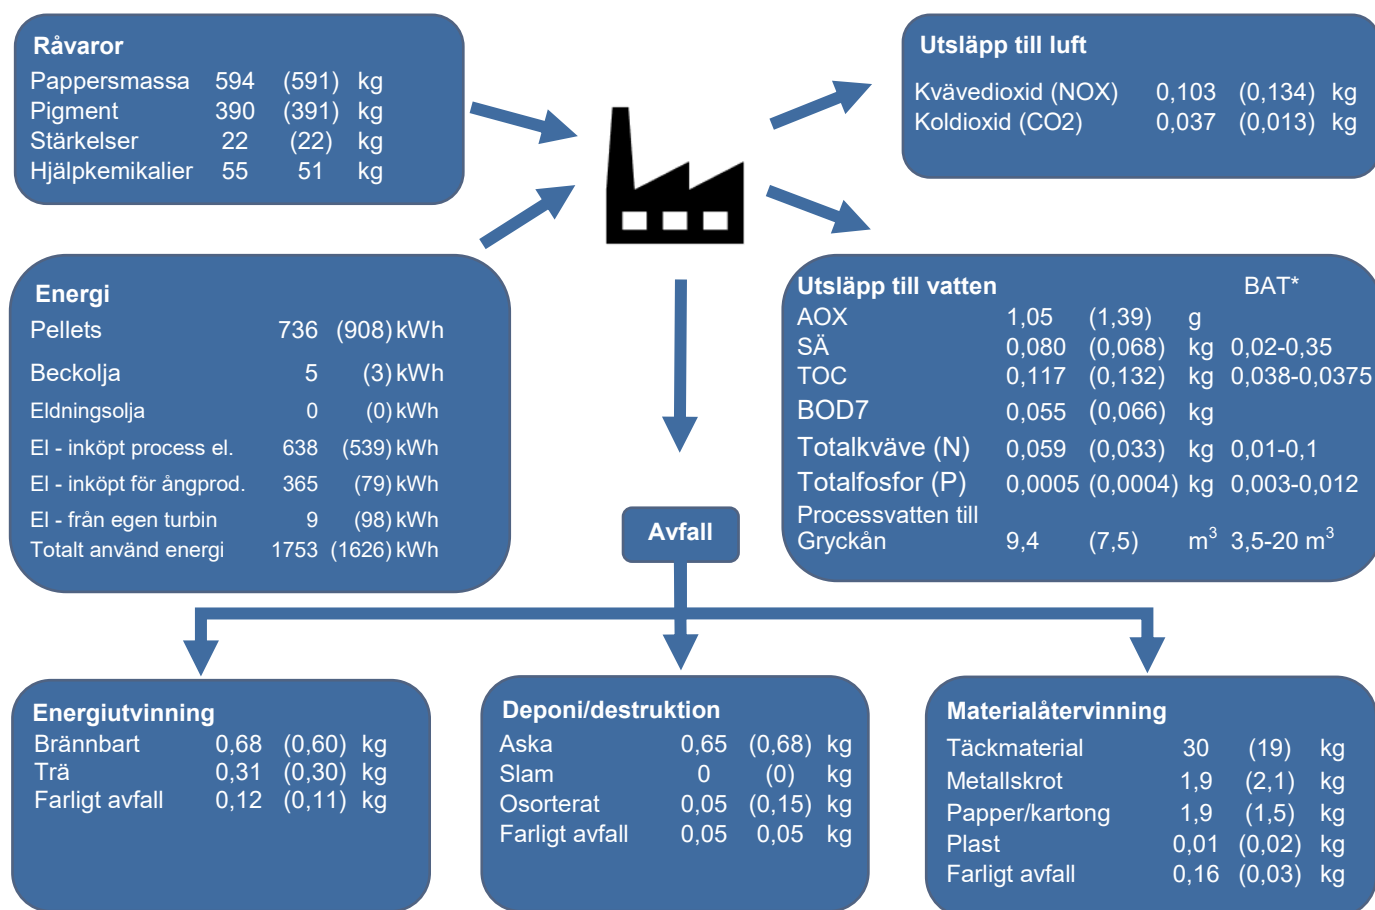 Råvaror
Pappersmassa 594 (591) kg
Pigment 390 (391) kg
Stärkelser 22 (22) kg
Hjälpkemikalier 55 51 kg
Utsläpp till luft
Kvävedioxid (NOX) 0,103 (0,134) kg
Koldioxid (CO2) 0,037 (0,013) kg
Energi
Pellets 736 (908) kWh
Beckolja 5 (3) kWh
Eldningsolja 0 (0) kWh
El - inköpt process el. 638 (539) kWh
El - inköpt för ångprod. 365 (79) kWh
El - från egen turbin 9 (98) kWh
Totalt använd energi 1753 (1626) kWh
Utsläpp till vatten BAT*
AOX 1,05 (1,39) g
SÄ 0,080 (0,068) kg 0,02-0,35
TOC 0,117 (0,132) kg 0,038-0,0375
BOD7 0,055 (0,066) kg
Totalkväve (N) 0,059 (0,033) kg 0,01-0,1
Totalfosfor (P) 0,0005 (0,0004) kg 0,003-0,012
Processvatten till
Gryckån 9,4 (7,5) m³ 3,5-20 m³
Avfall
Energiutvinning
Brännbart 0,68 (0,60) kg
Trä 0,31 (0,30) kg
Farligt avfall 0,12 (0,11) kg
Deponi/destruktion
Aska 0,65 (0,68) kg
Slam 0 (0) kg
Osorterat 0,05 (0,15) kg
Farligt avfall 0,05 0,05 kg
Materialåtervinning
Täckmaterial 30 (19) kg
Metallskrot 1,9 (2,1) kg
Papper/kartong 1,9 (1,5) kg
Plast 0,01 (0,02) kg
Farligt avfall 0,16 (0,03) kg